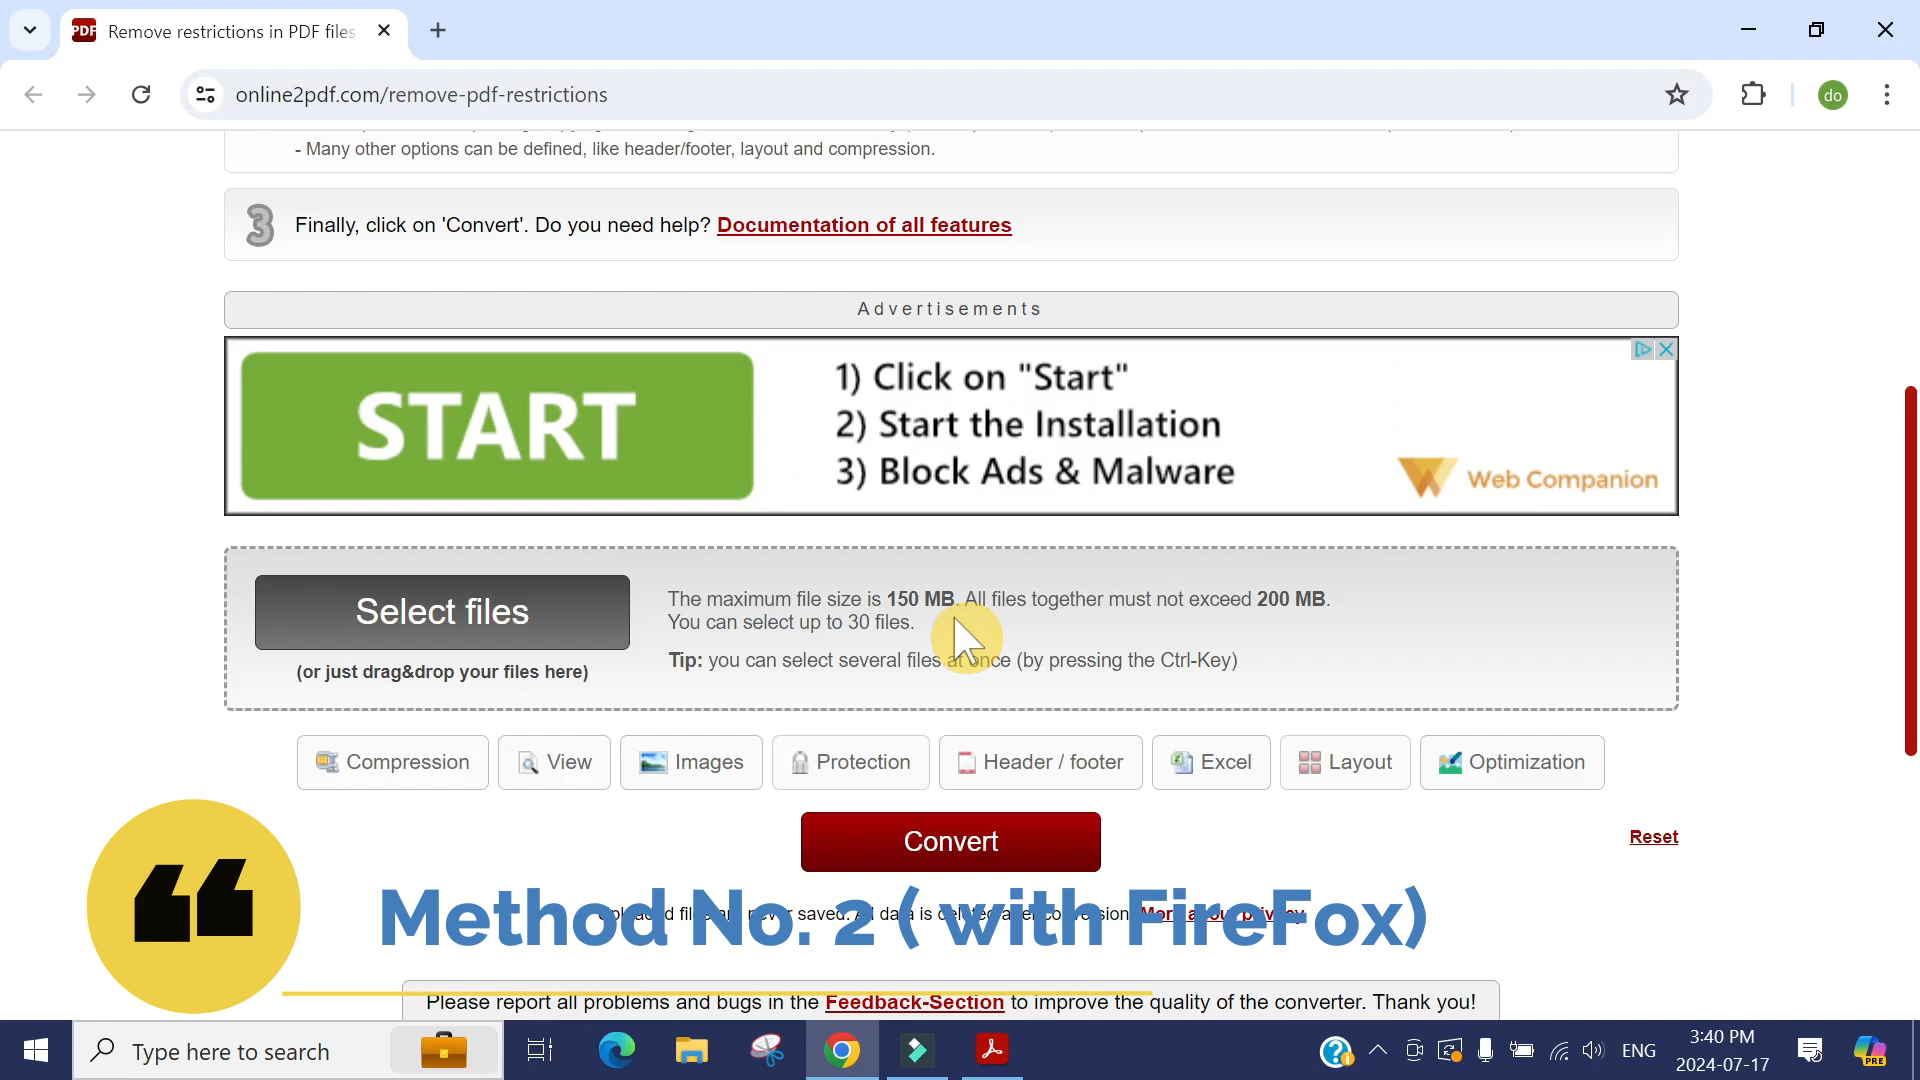 PDF Remove restrictions in PDF files
online2pdf.com/remove-pdf-restrictions
do
- Many other options can be defined, like header/footer, layout and compression.
3 Finally, click on 'Convert'. Do you need help? Documentation of all features
Advertisements
START
1) Click on "Start"
2) Start the Installation
3) Block Ads & Malware
Web Companion
Select files
(or just drag&drop your files here)
The maximum file size is 150 MB. All files together must not exceed 200 MB.
You can select up to 30 files.
Tip: you can select several files at once (by pressing the Ctrl-Key)
Compression View Images Protection Header / footer Excel Layout Optimization
Convert
Reset
Method No. 2 ( with FireFox)
Please report all problems and bugs in the Feedback-Section to improve the quality of the converter. Thank you!
Type here to search
ENG
3:40 PM
2024-07-17
PRE